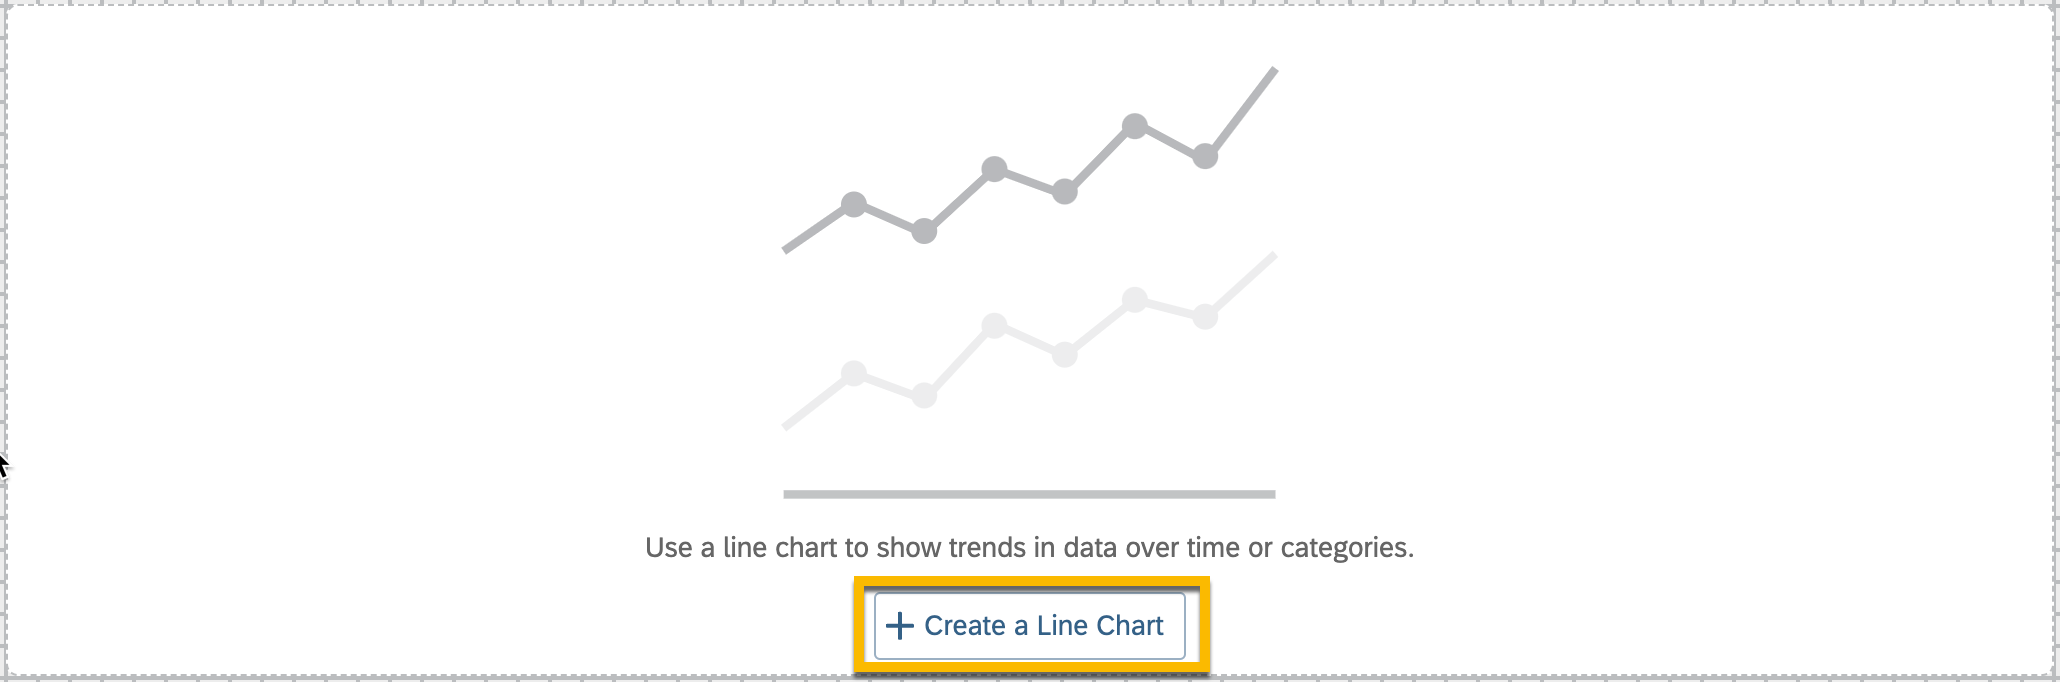 Use a line chart to show trends in data over time or categories.
+ Create a Line Chart